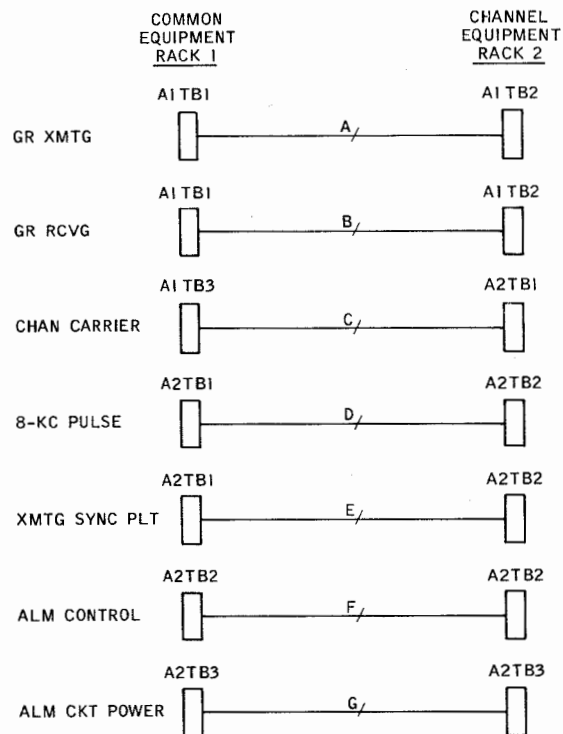 COMMON EQUIPMENT RACK 1
CHANNEL EQUIPMENT RACK 2
A1TB1 A1TB2
GR XMTG A
A1TB1 A1TB2
GR RCVG B
A1TB3 A2TB1
CHAN CARRIER C
A2TB1 A2TB2
8-KC PULSE D
A2TB1 A2TB2
XMTG SYNC PLT E
A2TB2 A2TB2
ALM CONTROL F
A2TB3 A2TB3
ALM CKT POWER G